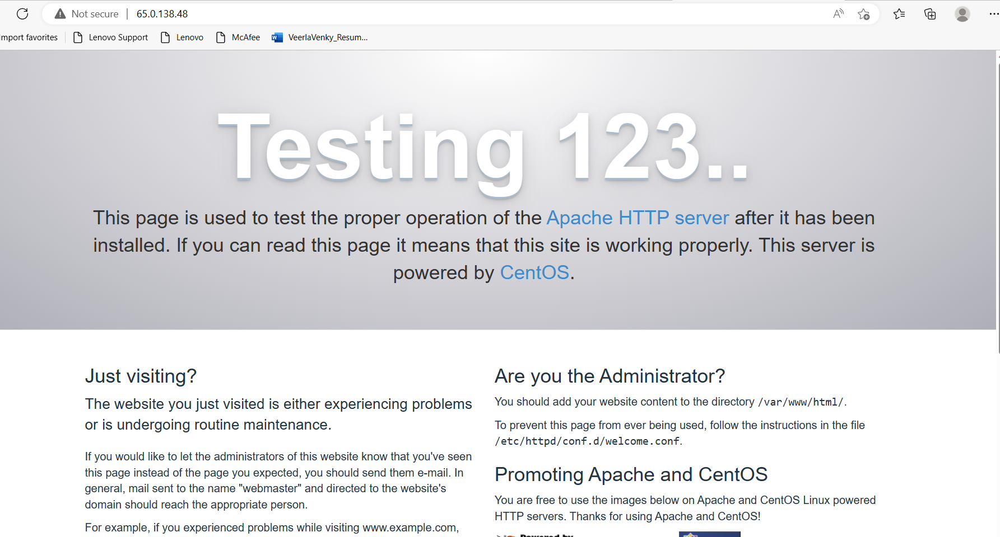 Not secure | 65.0.138.48
mport favorites
Lenovo Support
Lenovo
McAfee
VeerlaVenky_Resum...
Testing 123..
This page is used to test the proper operation of the Apache HTTP server after it has been
installed. If you can read this page it means that this site is working properly. This server is
powered by CentOS.
Just visiting?
The website you just visited is either experiencing problems
or is undergoing routine maintenance.
If you would like to let the administrators of this website know that you've seen
this page instead of the page you expected, you should send them e-mail. In
general, mail sent to the name "webmaster" and directed to the website's
domain should reach the appropriate person.
For example, if you experienced problems while visiting www.example.com,
Are you the Administrator?
You should add your website content to the directory /var/www/html/.
To prevent this page from ever being used, follow the instructions in the file
/etc/httpd/conf.d/welcome.conf.
Promoting Apache and CentOS
You are free to use the images below on Apache and CentOS Linux powered
HTTP servers. Thanks for using Apache and CentOS!
Powered by